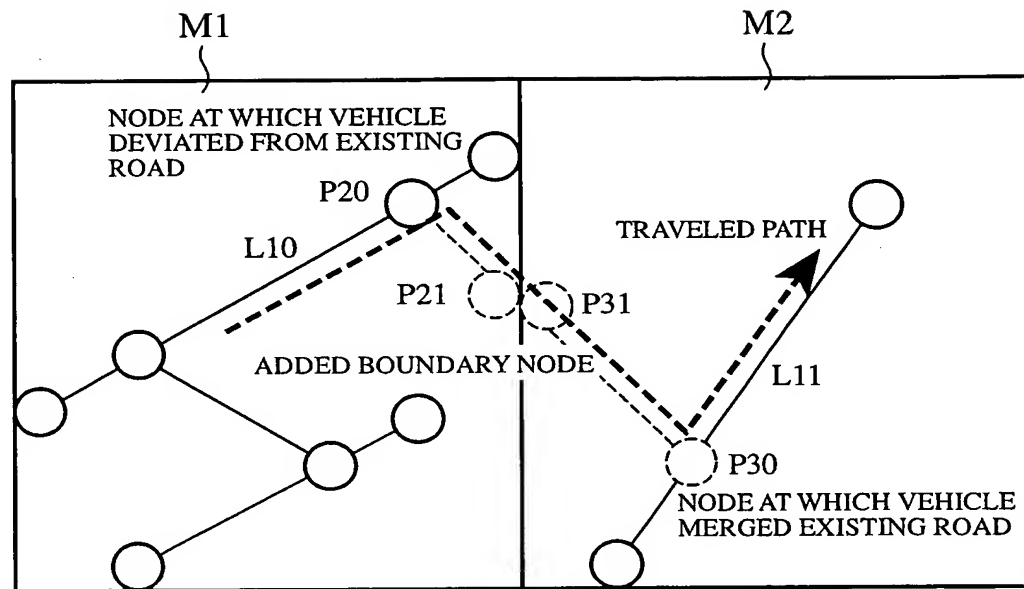 M1
M2
NODE AT WHICH VEHICLE
DEVIATED FROM EXISTING
ROAD
P20
L10
TRAVELED PATH
P21
P31
ADDED BOUNDARY NODE
L11
P30
NODE AT WHICH VEHICLE
MERGED EXISTING ROAD